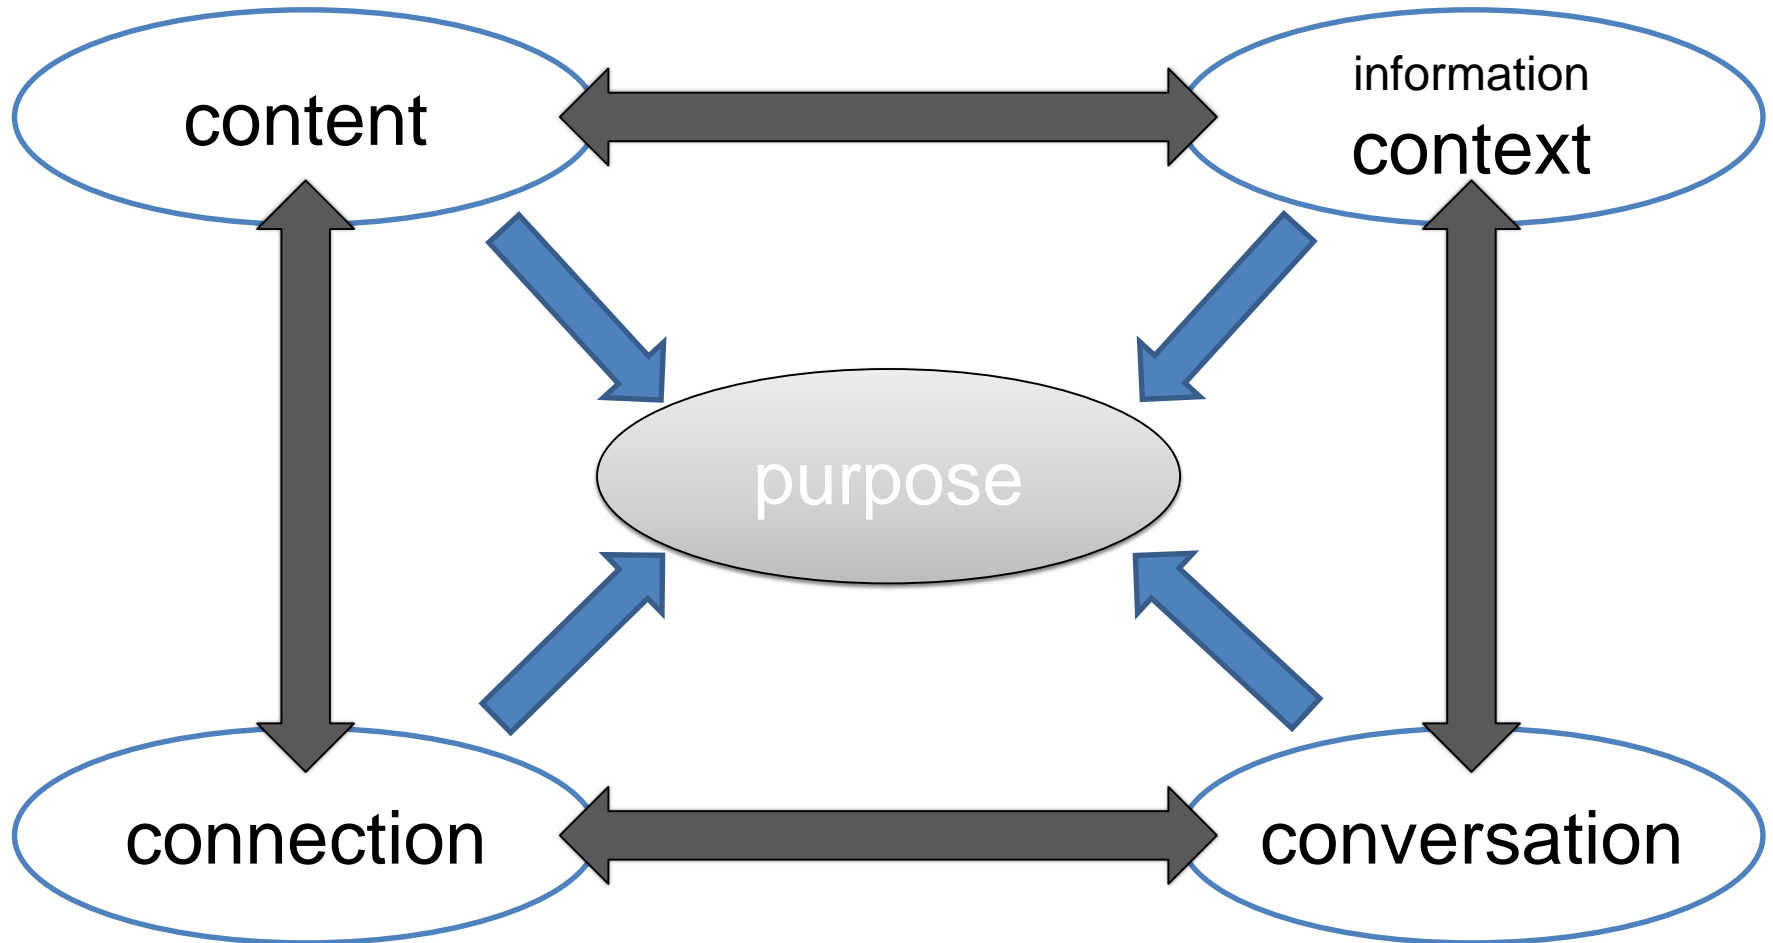 content
information
context
purpose
connection
conversation